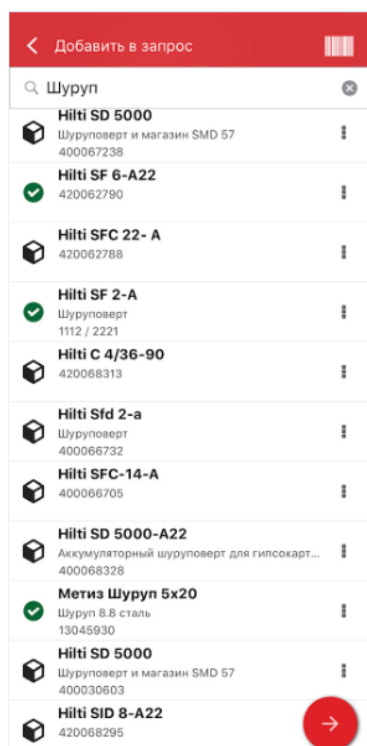 Добавить в запрос
Шуруп
Hilti SD 5000
Шуруповерт и магазин SMD 57
400067238
Hilti SF 6-A22
420062790
Hilti SFC 22- A
420062788
Hilti SF 2-A
Шуруповерт
1112 / 2221
Hilti C 4/36-90
420068313
Hilti Sfd 2-a
Шуруповерт
400066732
Hilti SFC-14-A
400066705
Hilti SD 5000-A22
Аккумуляторный шуруповерт для гипсокарт...
400068328
Метиз Шуруп 5x20
Шуруп 8.8 сталь
13045930
Hilti SD 5000
Шуруповерт и магазин SMD 57
400030603
Hilti SID 8-A22
420068295